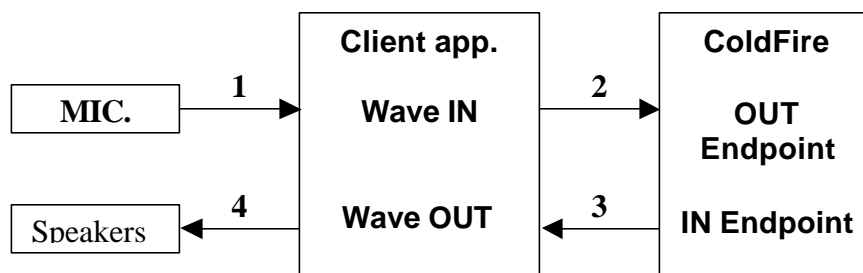 Client app.
ColdFire
MIC.
1
Wave IN
2
OUT
Endpoint
Speakers
4
Wave OUT
3
IN Endpoint